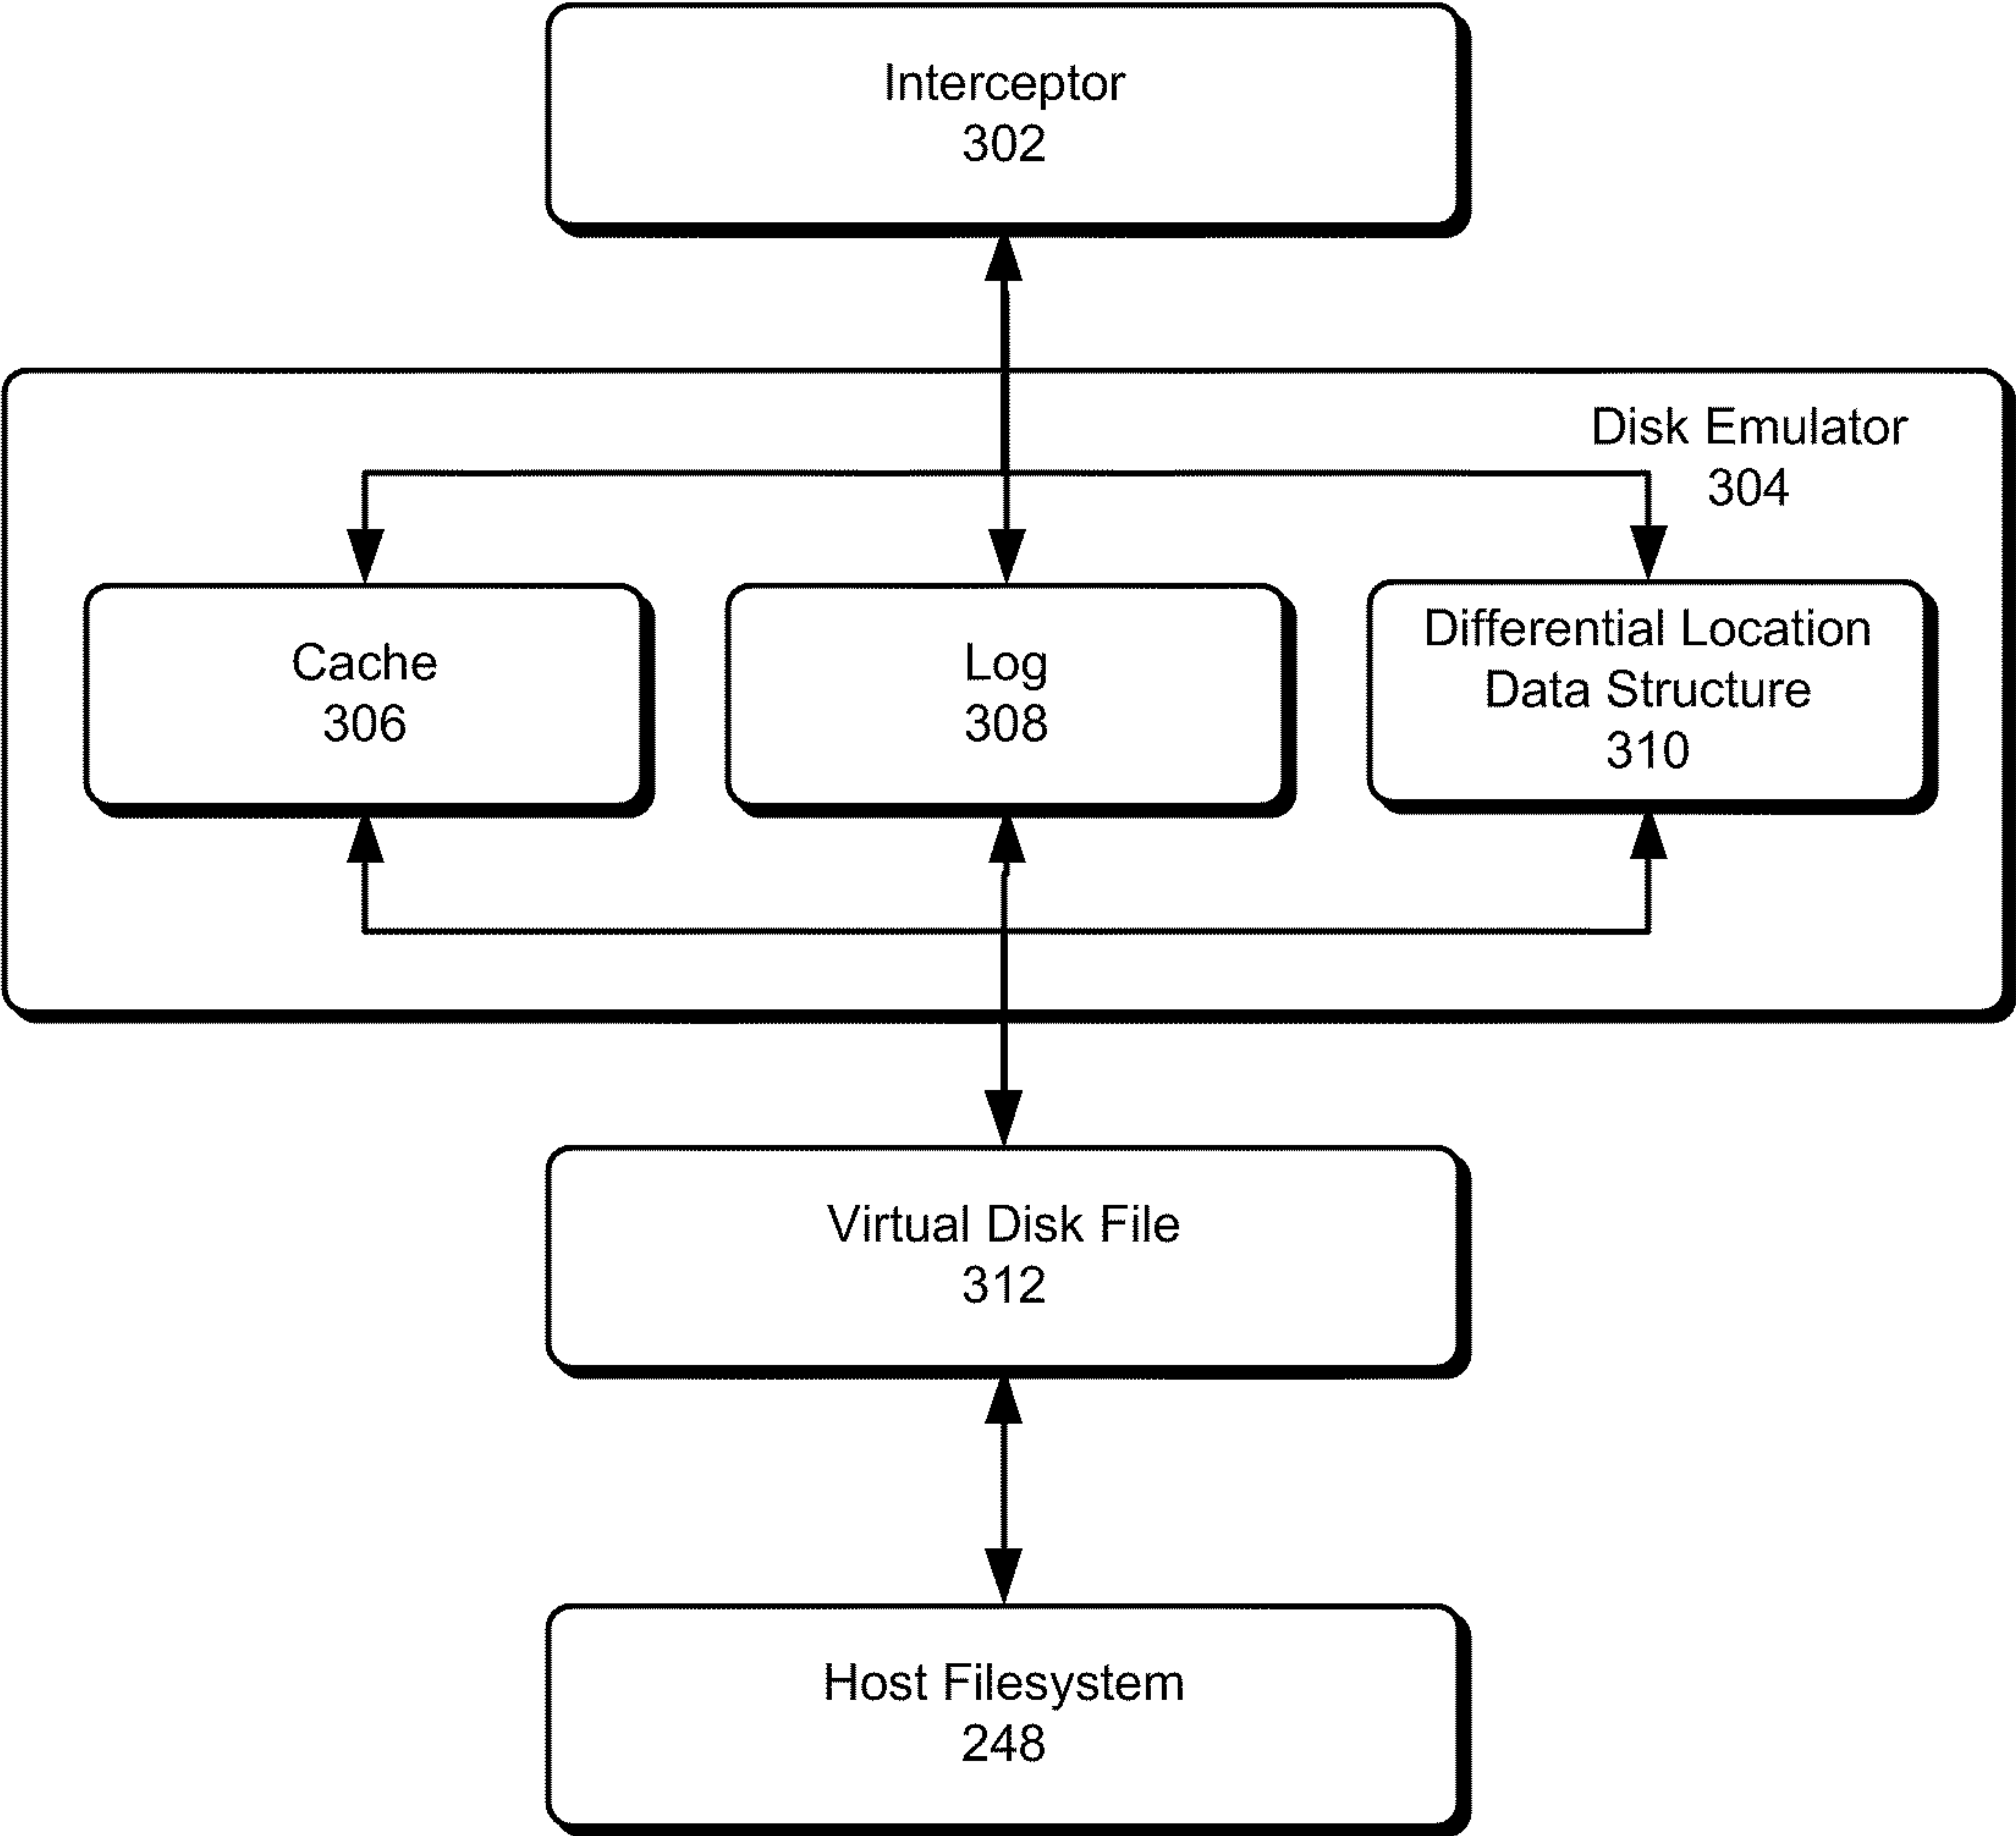 Interceptor
302
Disk Emulator
304
Cache
306
Log
308
Differential Location
Data Structure
310
Virtual Disk File
312
Host Filesystem
248